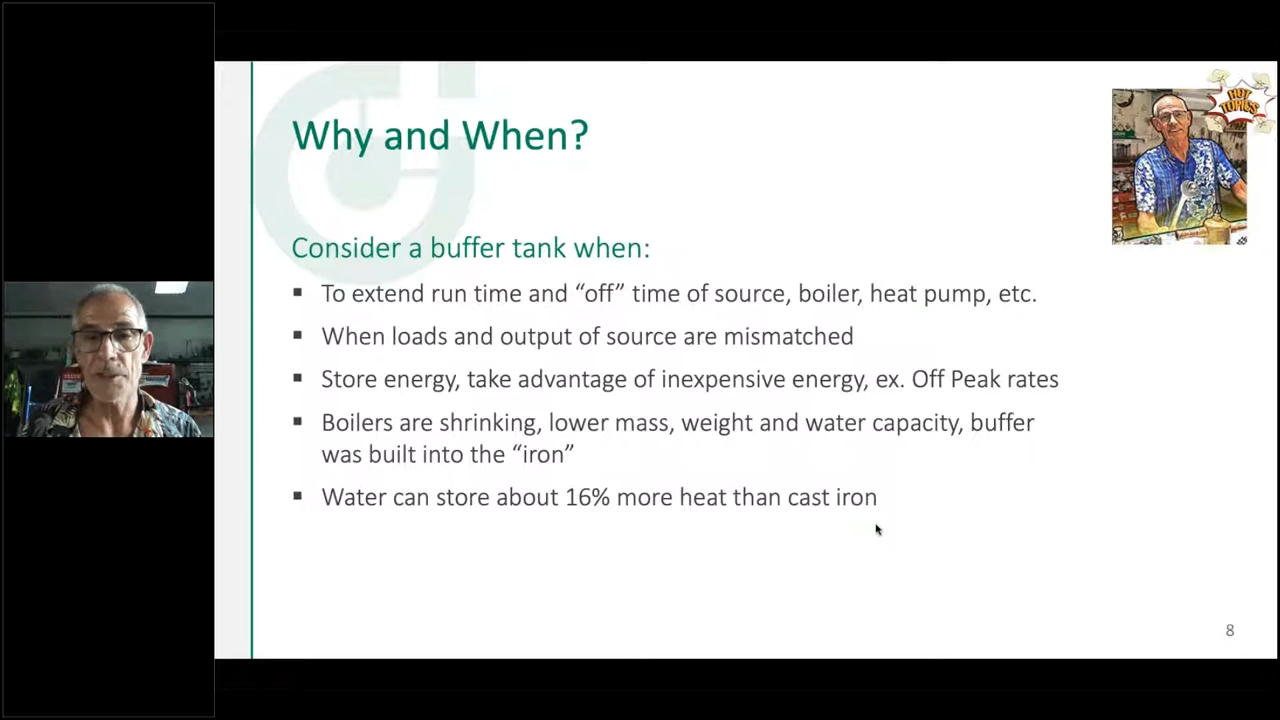 HOT
TOPICS
Why and When?
Consider a buffer tank when:
▪ To extend run time and “off” time of source, boiler, heat pump, etc.
▪ When loads and output of source are mismatched
▪ Store energy, take advantage of inexpensive energy, ex. Off Peak rates
▪ Boilers are shrinking, lower mass, weight and water capacity, buffer
was built into the “iron”
▪ Water can store about 16% more heat than cast iron
8